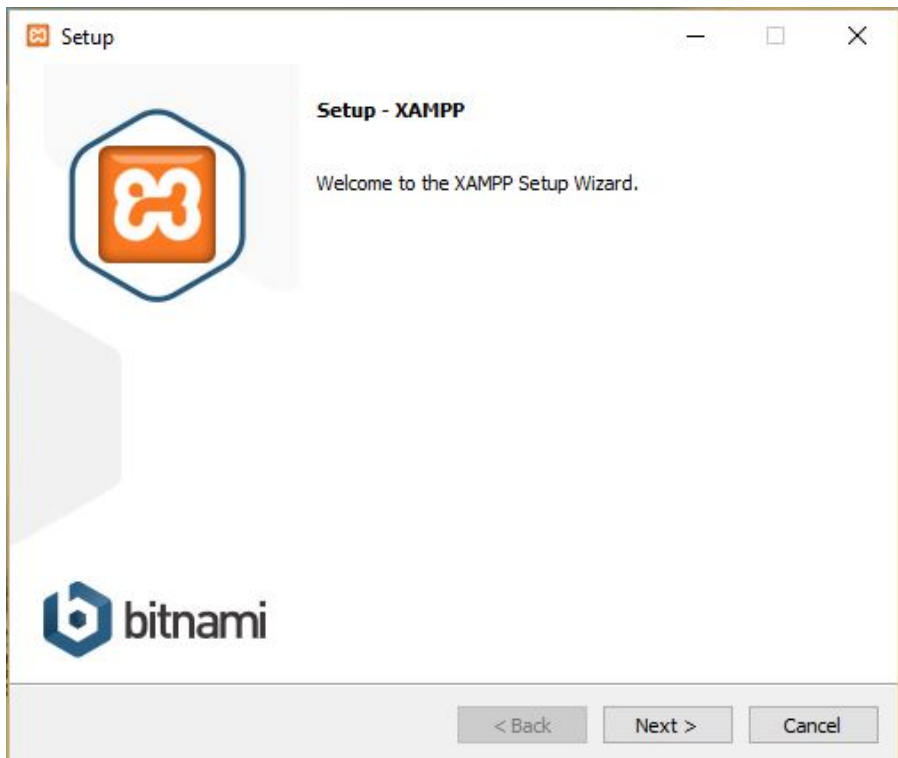 Setup
Setup - XAMPP
Welcome to the XAMPP Setup Wizard.
bitnami
< Back Next > Cancel